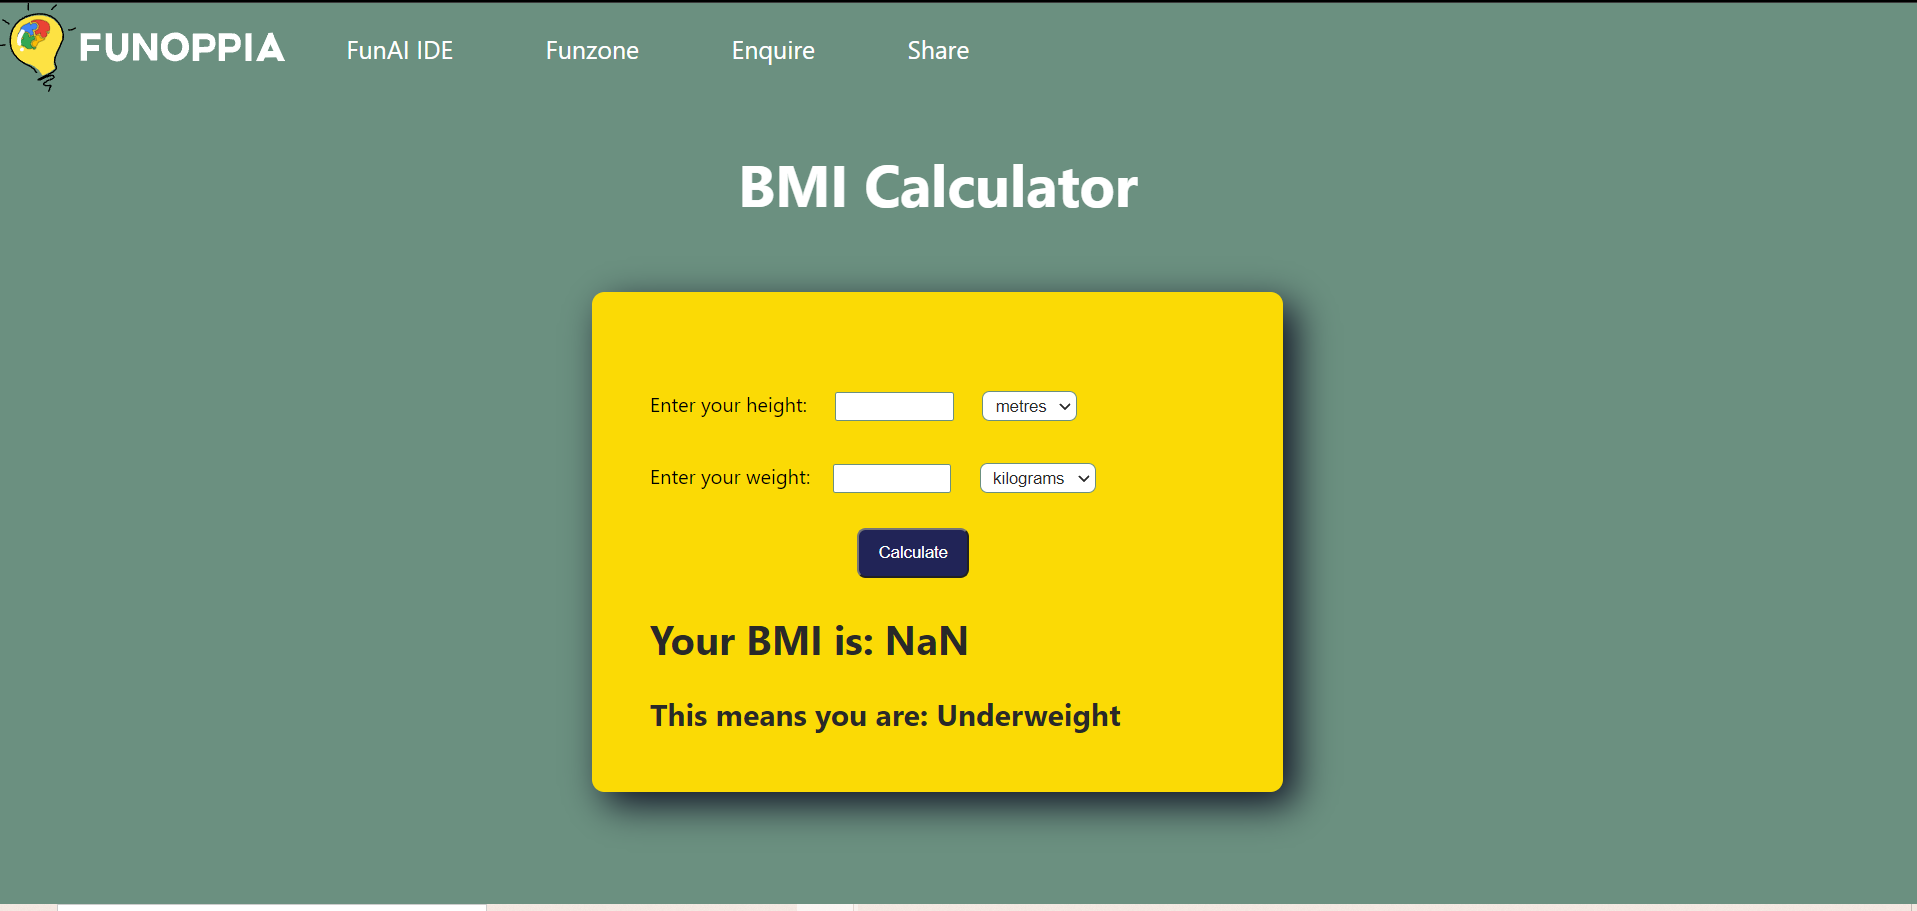 FUNOPPIA FunAI IDE Funzone Enquire Share
BMI Calculator
Enter your height: metres
Enter your weight: kilograms
Calculate
Your BMI is: NaN
This means you are: Underweight